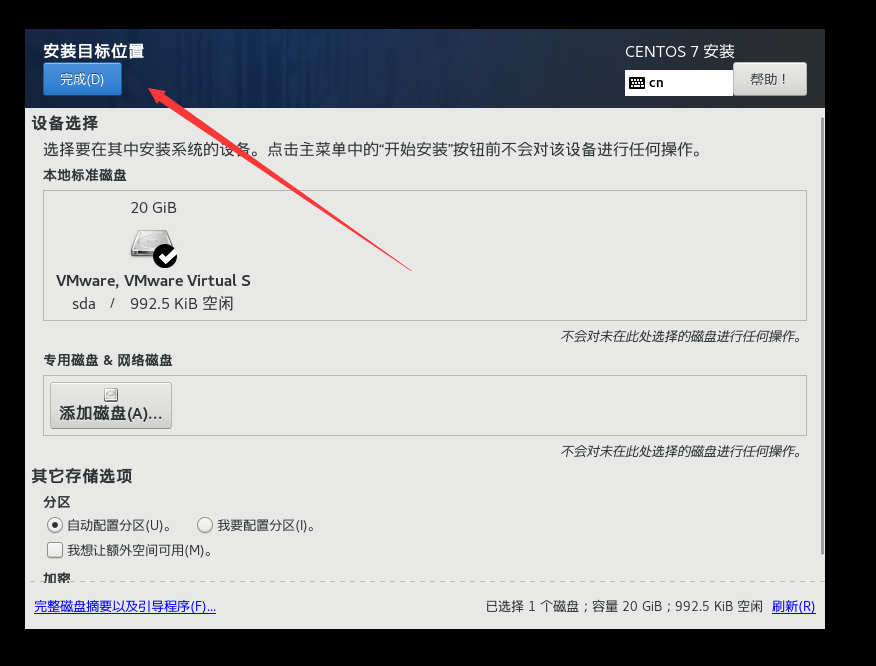 安装目标位置
CENTOS 7 安装
完成(D)
cn
帮助！
设备选择
选择要在其中安装系统的设备。点击主菜单中的“开始安装”按钮前不会对该设备进行任何操作。
本地标准磁盘
20 GiB
VMware, VMware Virtual S
sda / 992.5 KiB 空闲
不会对未在此处选择的磁盘进行任何操作。
专用磁盘 & 网络磁盘
添加磁盘(A)...
不会对未在此处选择的磁盘进行任何操作。
其它存储选项
分区
自动配置分区(U)。 我要配置分区(I)。
我想让额外空间可用(M)。
加密
完整磁盘摘要以及引导程序(F)... 已选择 1 个磁盘；容量 20 GiB；992.5 KiB 空闲 刷新(R)